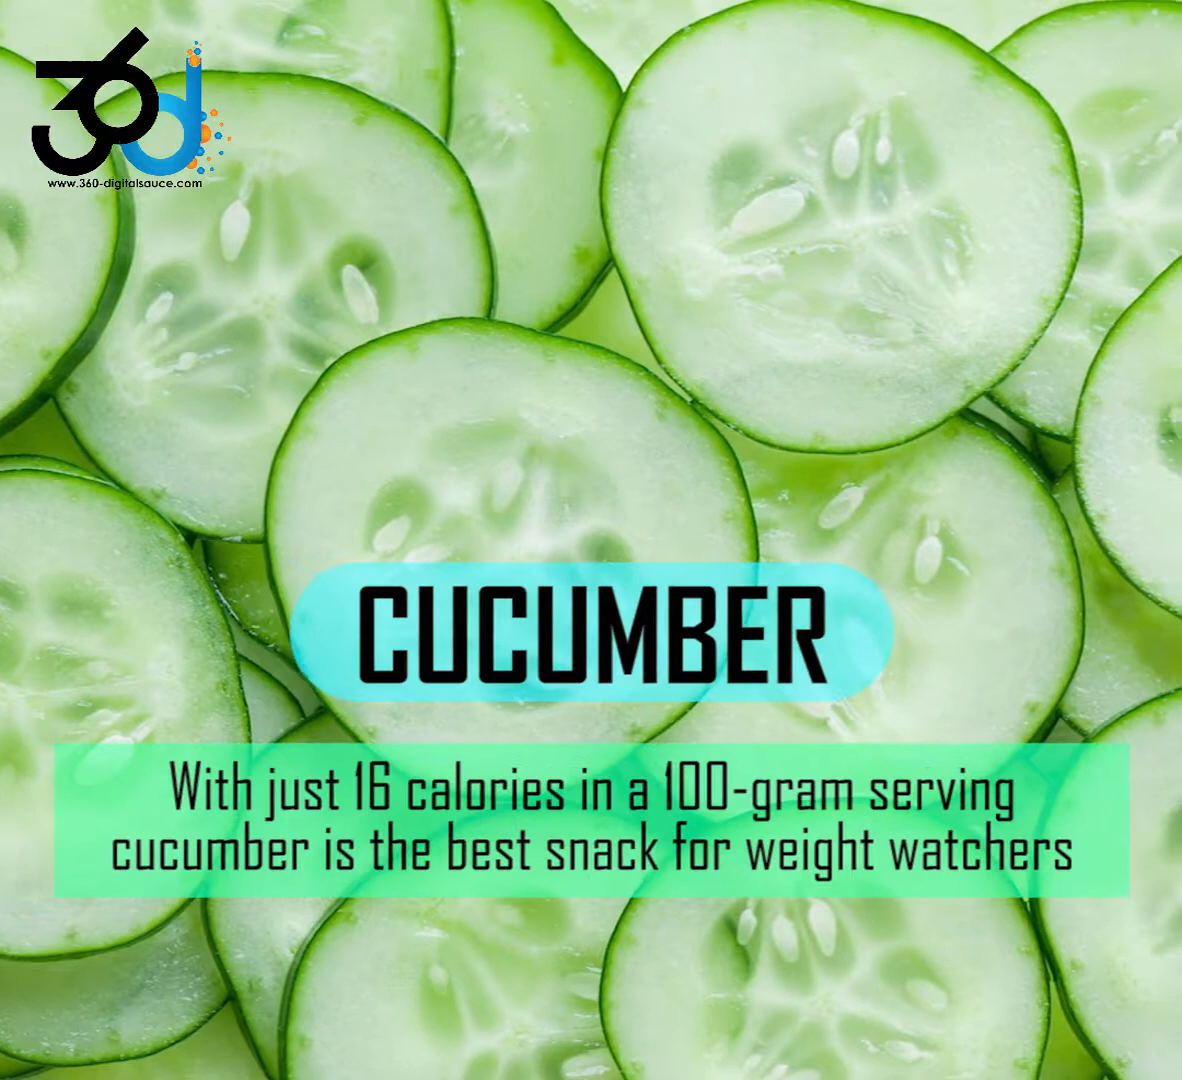 36d
www.360-digitalsauce.com
CUCUMBER
With just 16 calories in a 100-gram serving
cucumber is the best snack for weight watchers